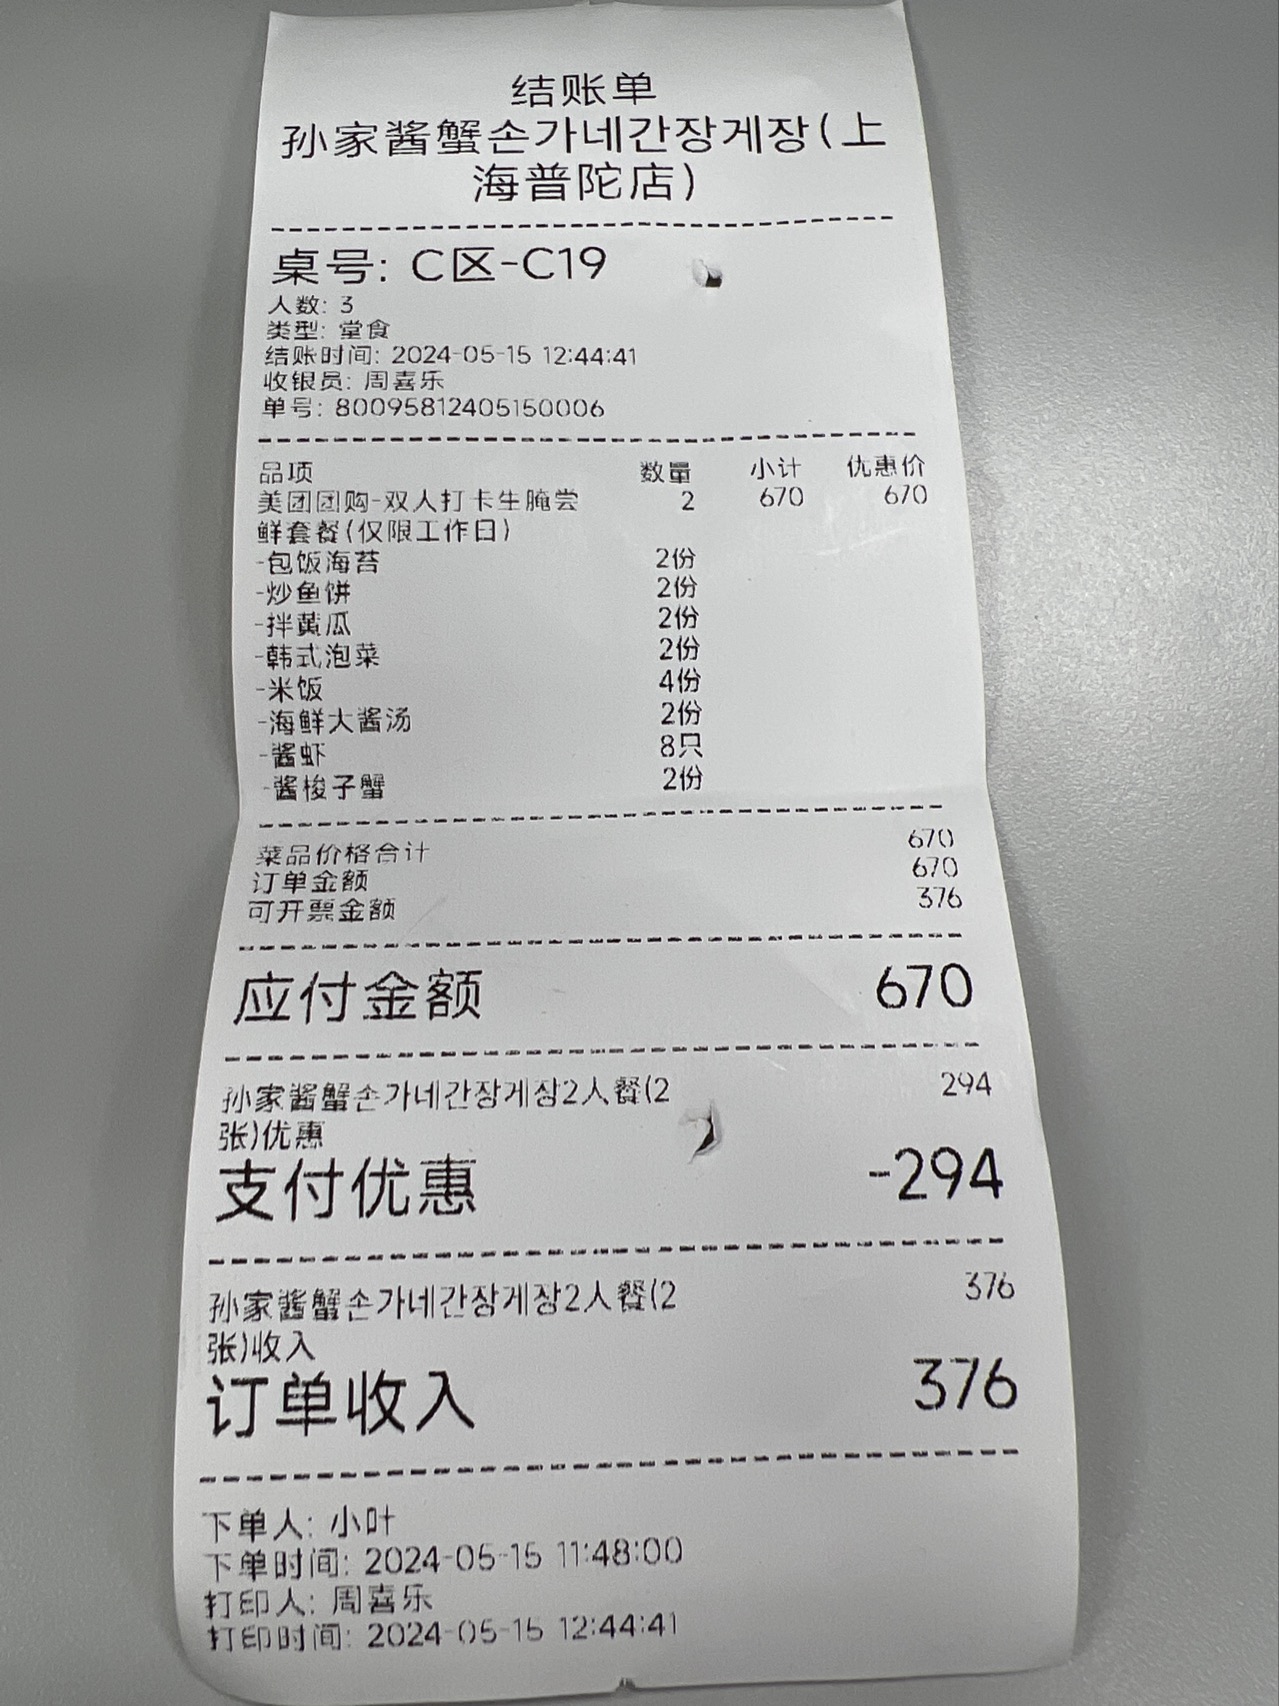 结账单
孙家酱蟹손가네간장게장(上
海普陀店)
桌号: C区-C19
人数: 3
类型: 堂食
结账时间: 2024-05-15 12:44:41
收银员: 周喜乐
单号: 80095812405150006
品项 数量 小计 优惠价
美团团购-双人打卡生腌尝 2 670 670
鲜套餐(仅限工作日)
-包饭海苔 2份
-炒鱼饼 2份
-拌黄瓜 2份
-韩式泡菜 2份
-米饭 4份
-海鲜大酱汤 2份
-酱虾 8只
-酱梭子蟹 2份
菜品价格合计 670
订单金额 670
可开票金额 376
应付金额 670
孙家酱蟹손가네간장게장2人餐(2 294
张)优惠
支付优惠 -294
孙家酱蟹손가네간장게장2人餐(2 376
张)收入
订单收入 376
下单人: 小叶
下单时间: 2024-05-15 11:48:00
打印人: 周喜乐
打印时间: 2024-05-15 12:44:41